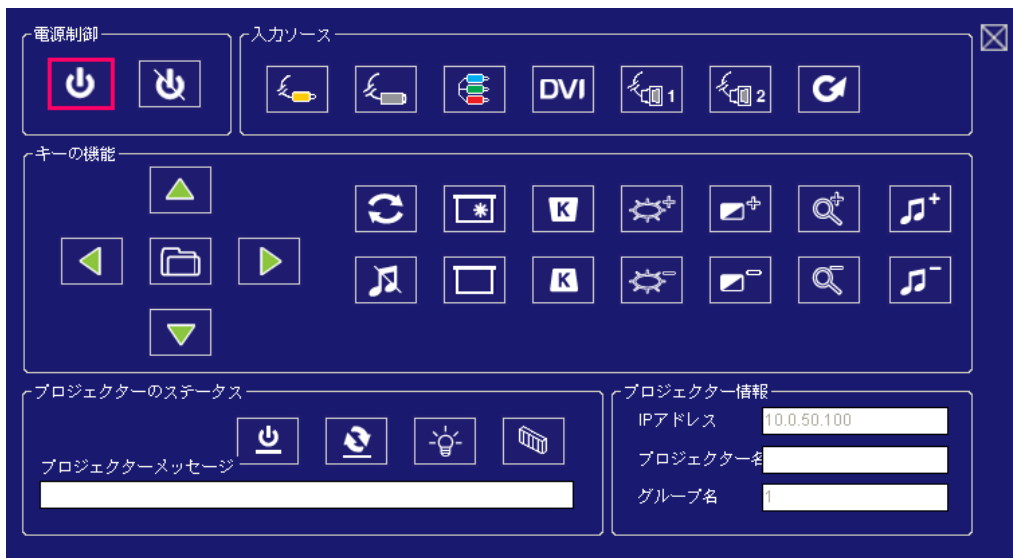 電源制御
入力ソース
DVI
1
2
キーの機能
K
K
プロジェクターのステータス
プロジェクターメッセージ
プロジェクター情報
IPアドレス 10.0.50.100
プロジェクター名
グループ名 1